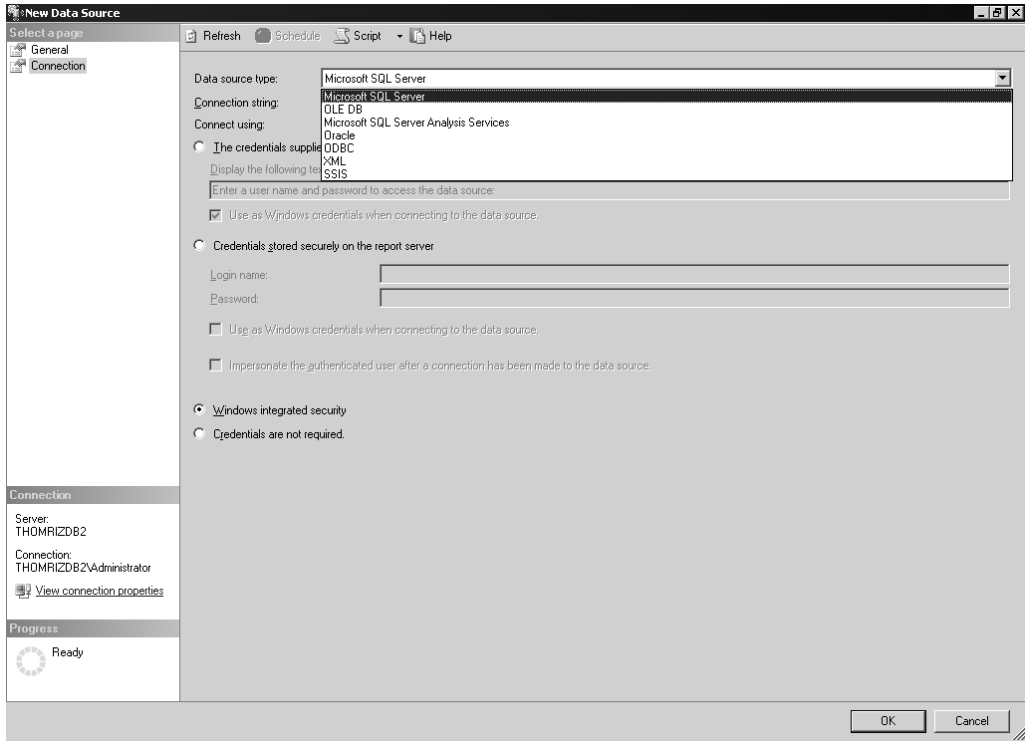 New Data Source
Select a page
General
Connection
Refresh Schedule Script Help
Data source type: Microsoft SQL Server
Microsoft SQL Server
Connection string:
OLE DB
Microsoft SQL Server Analysis Services
Connect using:
Oracle
The credentials supplie
ODBC
XML
Display the following te
SSIS
Enter a user name and password to access the data source:
Use as Windows credentials when connecting to the data source.
Credentials stored securely on the report server
Login name:
Password:
Use as Windows credentials when connecting to the data source.
Impersonate the authenticated user after a connection has been made to the data source.
Windows integrated security
Credentials are not required.
Connection
Server:
THOMRIZDB2
Connection:
THOMRIZDB2\Administrator
View connection properties
Progress
Ready
OK Cancel